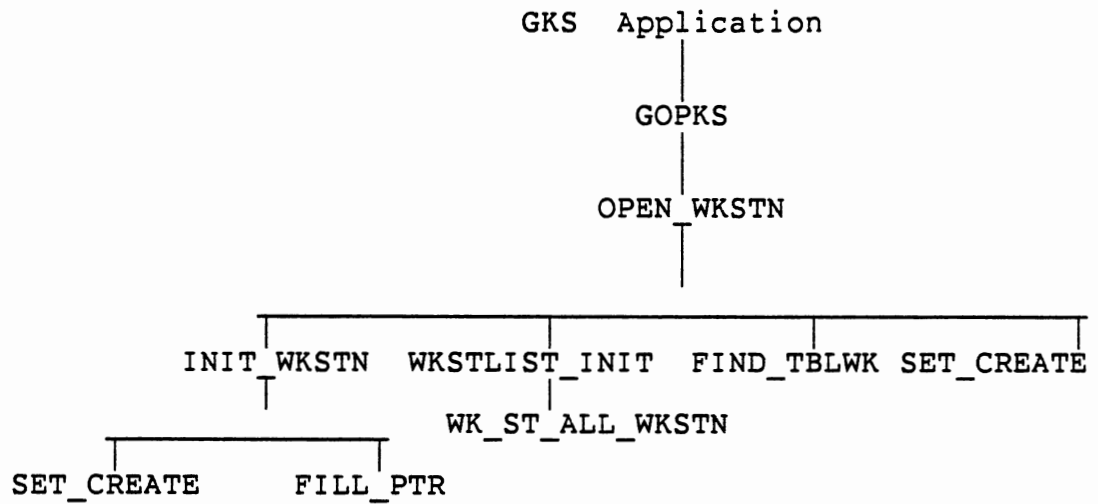 GKS Application
GOPKS
OPEN_WKSTN
INIT_WKSTN WKSTLIST_INIT FIND_TBLWK SET_CREATE
WK_ST_ALL_WKSTN
SET_CREATE FILL_PTR